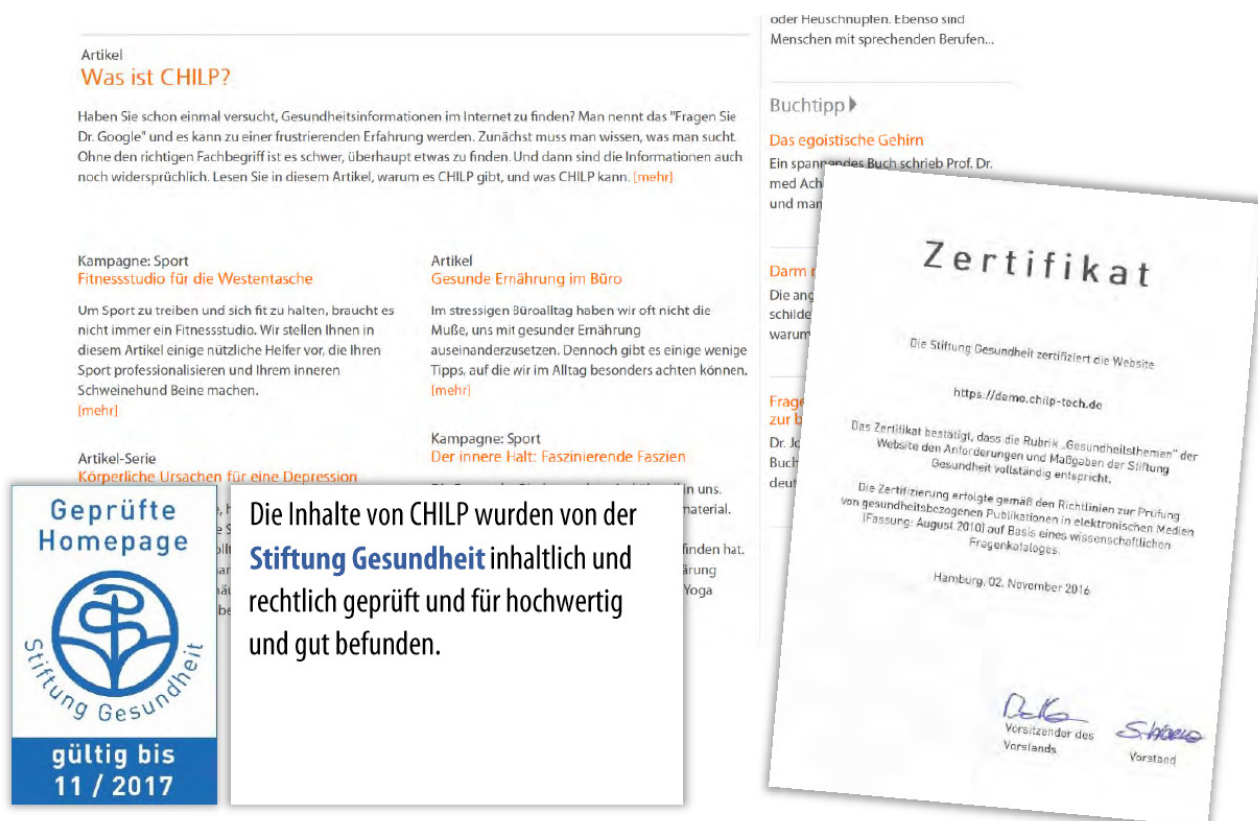 Artikel
Was ist CHILP?
Haben Sie schon einmal versucht, Gesundheitsinformationen im Internet zu finden? Man nennt das "Fragen Sie
Dr. Google" und es kann zu einer frustrierenden Erfahrung werden. Zunächst muss man wissen, was man sucht.
Ohne den richtigen Fachbegriff ist es schwer, überhaupt etwas zu finden. Und dann sind die Informationen auch
noch widersprüchlich. Lesen Sie in diesem Artikel, warum es CHILP gibt, und was CHILP kann. [mehr]
Kampagne: Sport
Fitnessstudio für die Westentasche
Um Sport zu treiben und sich fit zu halten, braucht es
nicht immer ein Fitnessstudio. Wir stellen Ihnen in
diesem Artikel einige nützliche Helfer vor, die Ihren
Sport professionalisieren und Ihrem inneren
Schweinehund Beine machen.
[mehr]
Artikel-Serie
Körperliche Ursachen für eine Depression
Artikel
Gesunde Ernährung im Büro
Im stressigen Büroalltag haben wir oft nicht die
Muße, uns mit gesunder Ernährung
auseinanderzusetzen. Dennoch gibt es einige wenige
Tipps, auf die wir im Alltag besonders achten können.
[mehr]
Kampagne: Sport
Der innere Halt: Faszinierende Faszien
in uns.
material.
finden hat.
Yoga
oder Heuschnupfen. Ebenso sind
Menschen mit sprechenden Berufen...
Buchtipp
Das egoistische Gehirn
Ein spannendes Buch schrieb Prof. Dr.
med Ach
und man
Darm
Die ang
schilde
warum
Frage
zur b
Dr. Jo
Buch
deut
Geprüfte
Homepage
Stiftung Gesundheit
gültig bis
11 / 2017
Die Inhalte von CHILP wurden von der
Stiftung Gesundheit inhaltlich und
rechtlich geprüft und für hochwertig
und gut befunden.
Zertifikat
Die Stiftung Gesundheit zertifiziert die Website
https://demo.chilp-tech.de
Das Zertifikat bestätigt, dass die Rubrik „Gesundheitsthemen" der
Website den Anforderungen und Maßgaben der Stiftung
Gesundheit vollständig entspricht.
Die Zertifizierung erfolgte gemäß den Richtlinien zur Prüfung
von gesundheitsbezogenen Publikationen in elektronischen Medien
(Fassung: August 2010) auf Basis eines wissenschaftlichen
Fragenkataloges.
Hamburg, 02. November 2016
Vorsitzender des
Vorstands
Vorstand